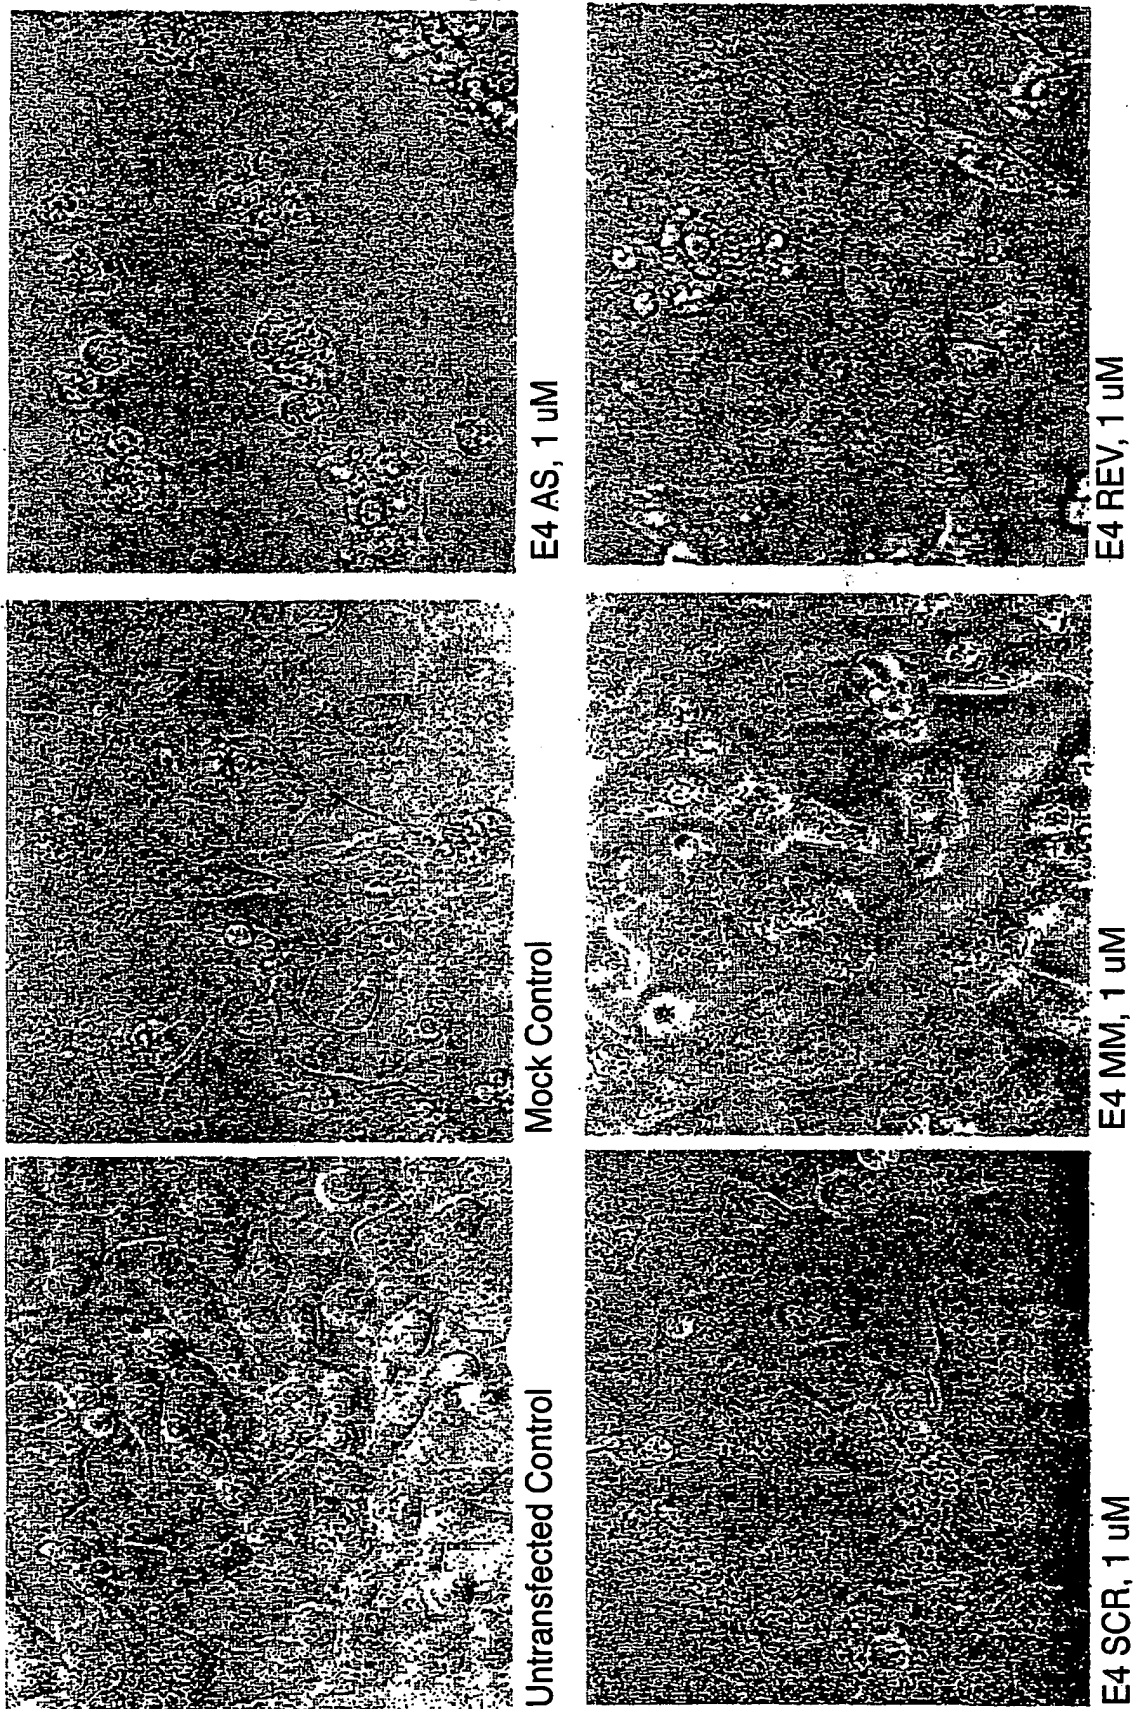 Untransfected Control
Mock Control
E4 AS, 1 uM
E4 SCR, 1 uM
E4 MM, 1 uM
E4 REV, 1 uM